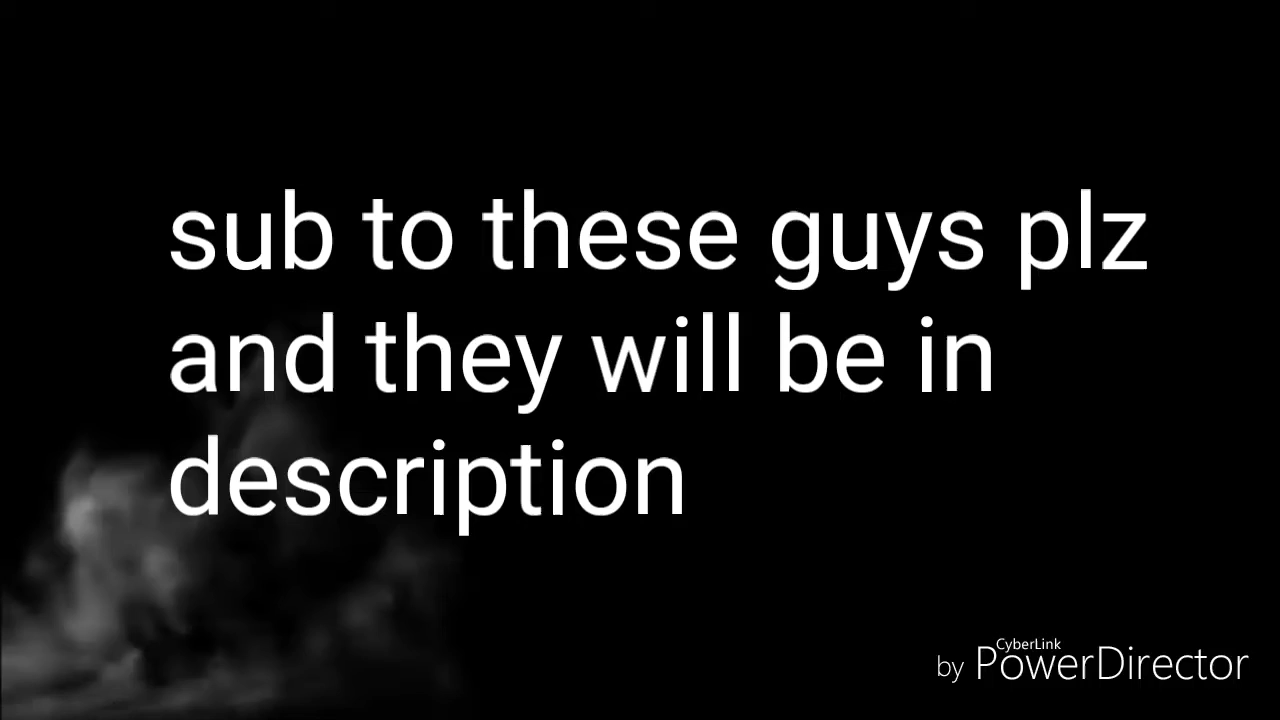 sub to these guys plz
and they will be in
description
CyberLink
by PowerDirector